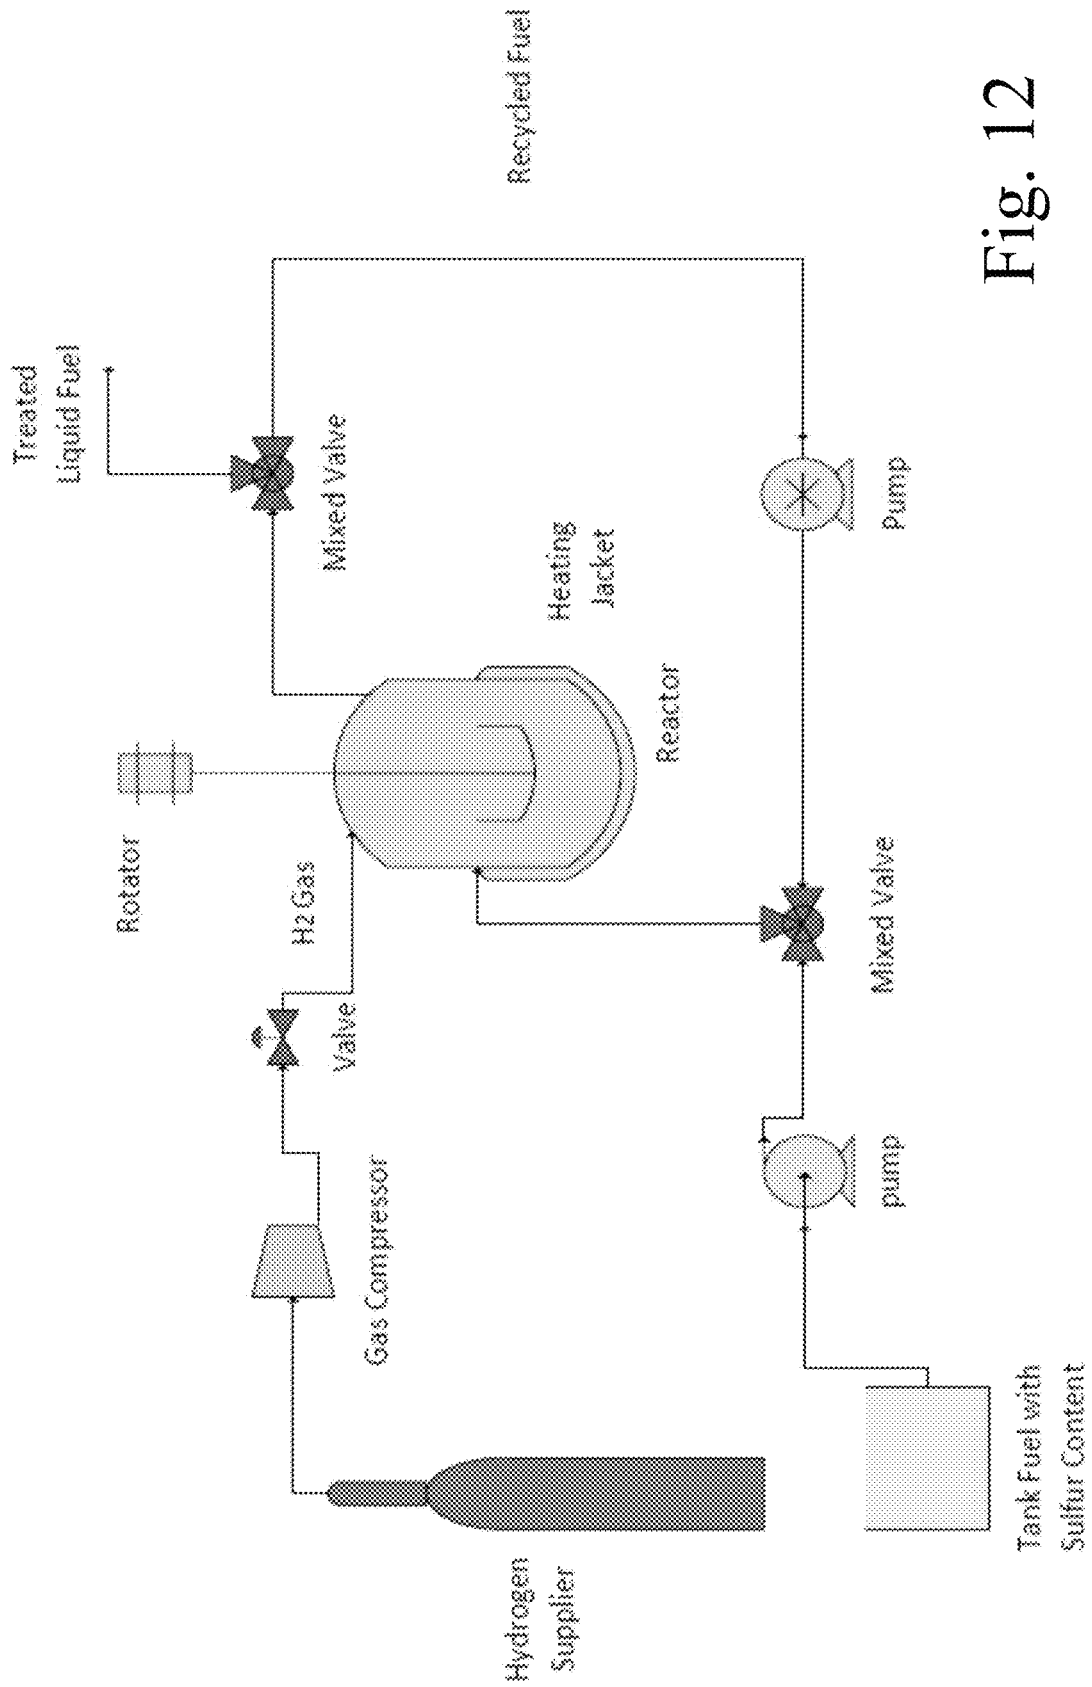 Treated
Liquid Fuel
Rotator
Mixed Valve
H2 Gas
Valve
Gas Compressor
Recycled Fuel
Heating
Jacket
Hydrogen
Supplier
Reactor
Pump
Mixed Valve
pump
Tank Fuel with
Sulfur Content
Fig. 12